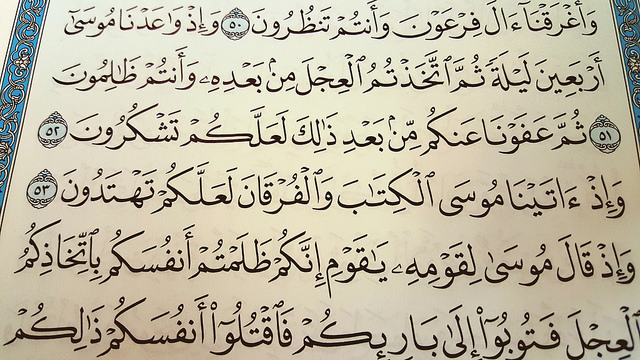 وَأَغۡرَقۡنَآ ءَالَ فِرۡعَوۡنَ وَأَنتُمۡ تَنظُرُونَ ٥٠ وَإِذۡ وَٰعَدۡنَا مُوسَىٰٓ
أَرۡبَعِينَ لَيۡلَةٗ ثُمَّ ٱتَّخَذۡتُمُ ٱلۡعِجۡلَ مِنۢ بَعۡدِهِۦ وَأَنتُمۡ ظَٰلِمُونَ
٥١ ثُمَّ عَفَوۡنَا عَنكُم مِّنۢ بَعۡدِ ذَٰلِكَ لَعَلَّكُمۡ تَشۡكُرُونَ ٥٢
وَإِذۡ ءَاتَيۡنَا مُوسَى ٱلۡكِتَٰبَ وَٱلۡفُرۡقَانَ لَعَلَّكُمۡ تَهۡتَدُونَ ٥٣
وَإِذۡ قَالَ مُوسَىٰ لِقَوۡمِهِۦ يَٰقَوۡمِ إِنَّكُمۡ ظَلَمۡتُمۡ أَنفُسَكُم بِٱتِّخَاذِكُمُ
ٱلۡعِجۡلَ فَتُوبُوٓاْ إِلَىٰ بَارِئِكُمۡ فَٱقۡتُلُوٓاْ أَنفُسَكُمۡ ذَٰلِكُمۡ